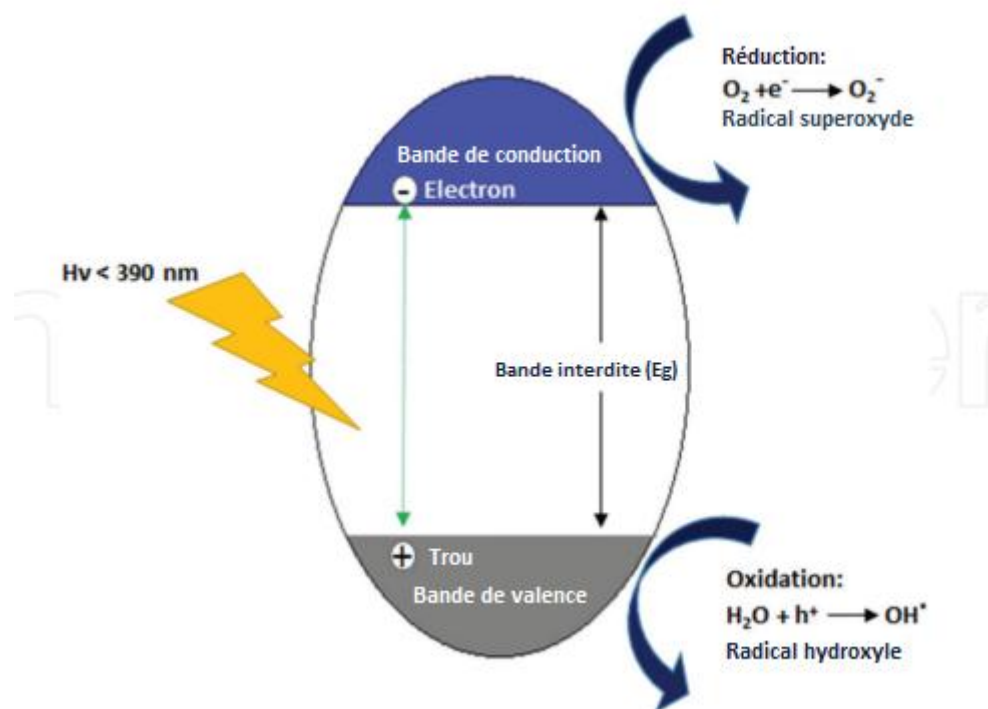 Réduction:
O₂ +e⁻ → O₂⁻
Radical superoxyde
Bande de conduction
- Electron
Hν < 390 nm
Bande interdite (Eg)
+ Trou
Bande de valence
Oxidation:
H₂O + h⁺ → OH•
Radical hydroxyle